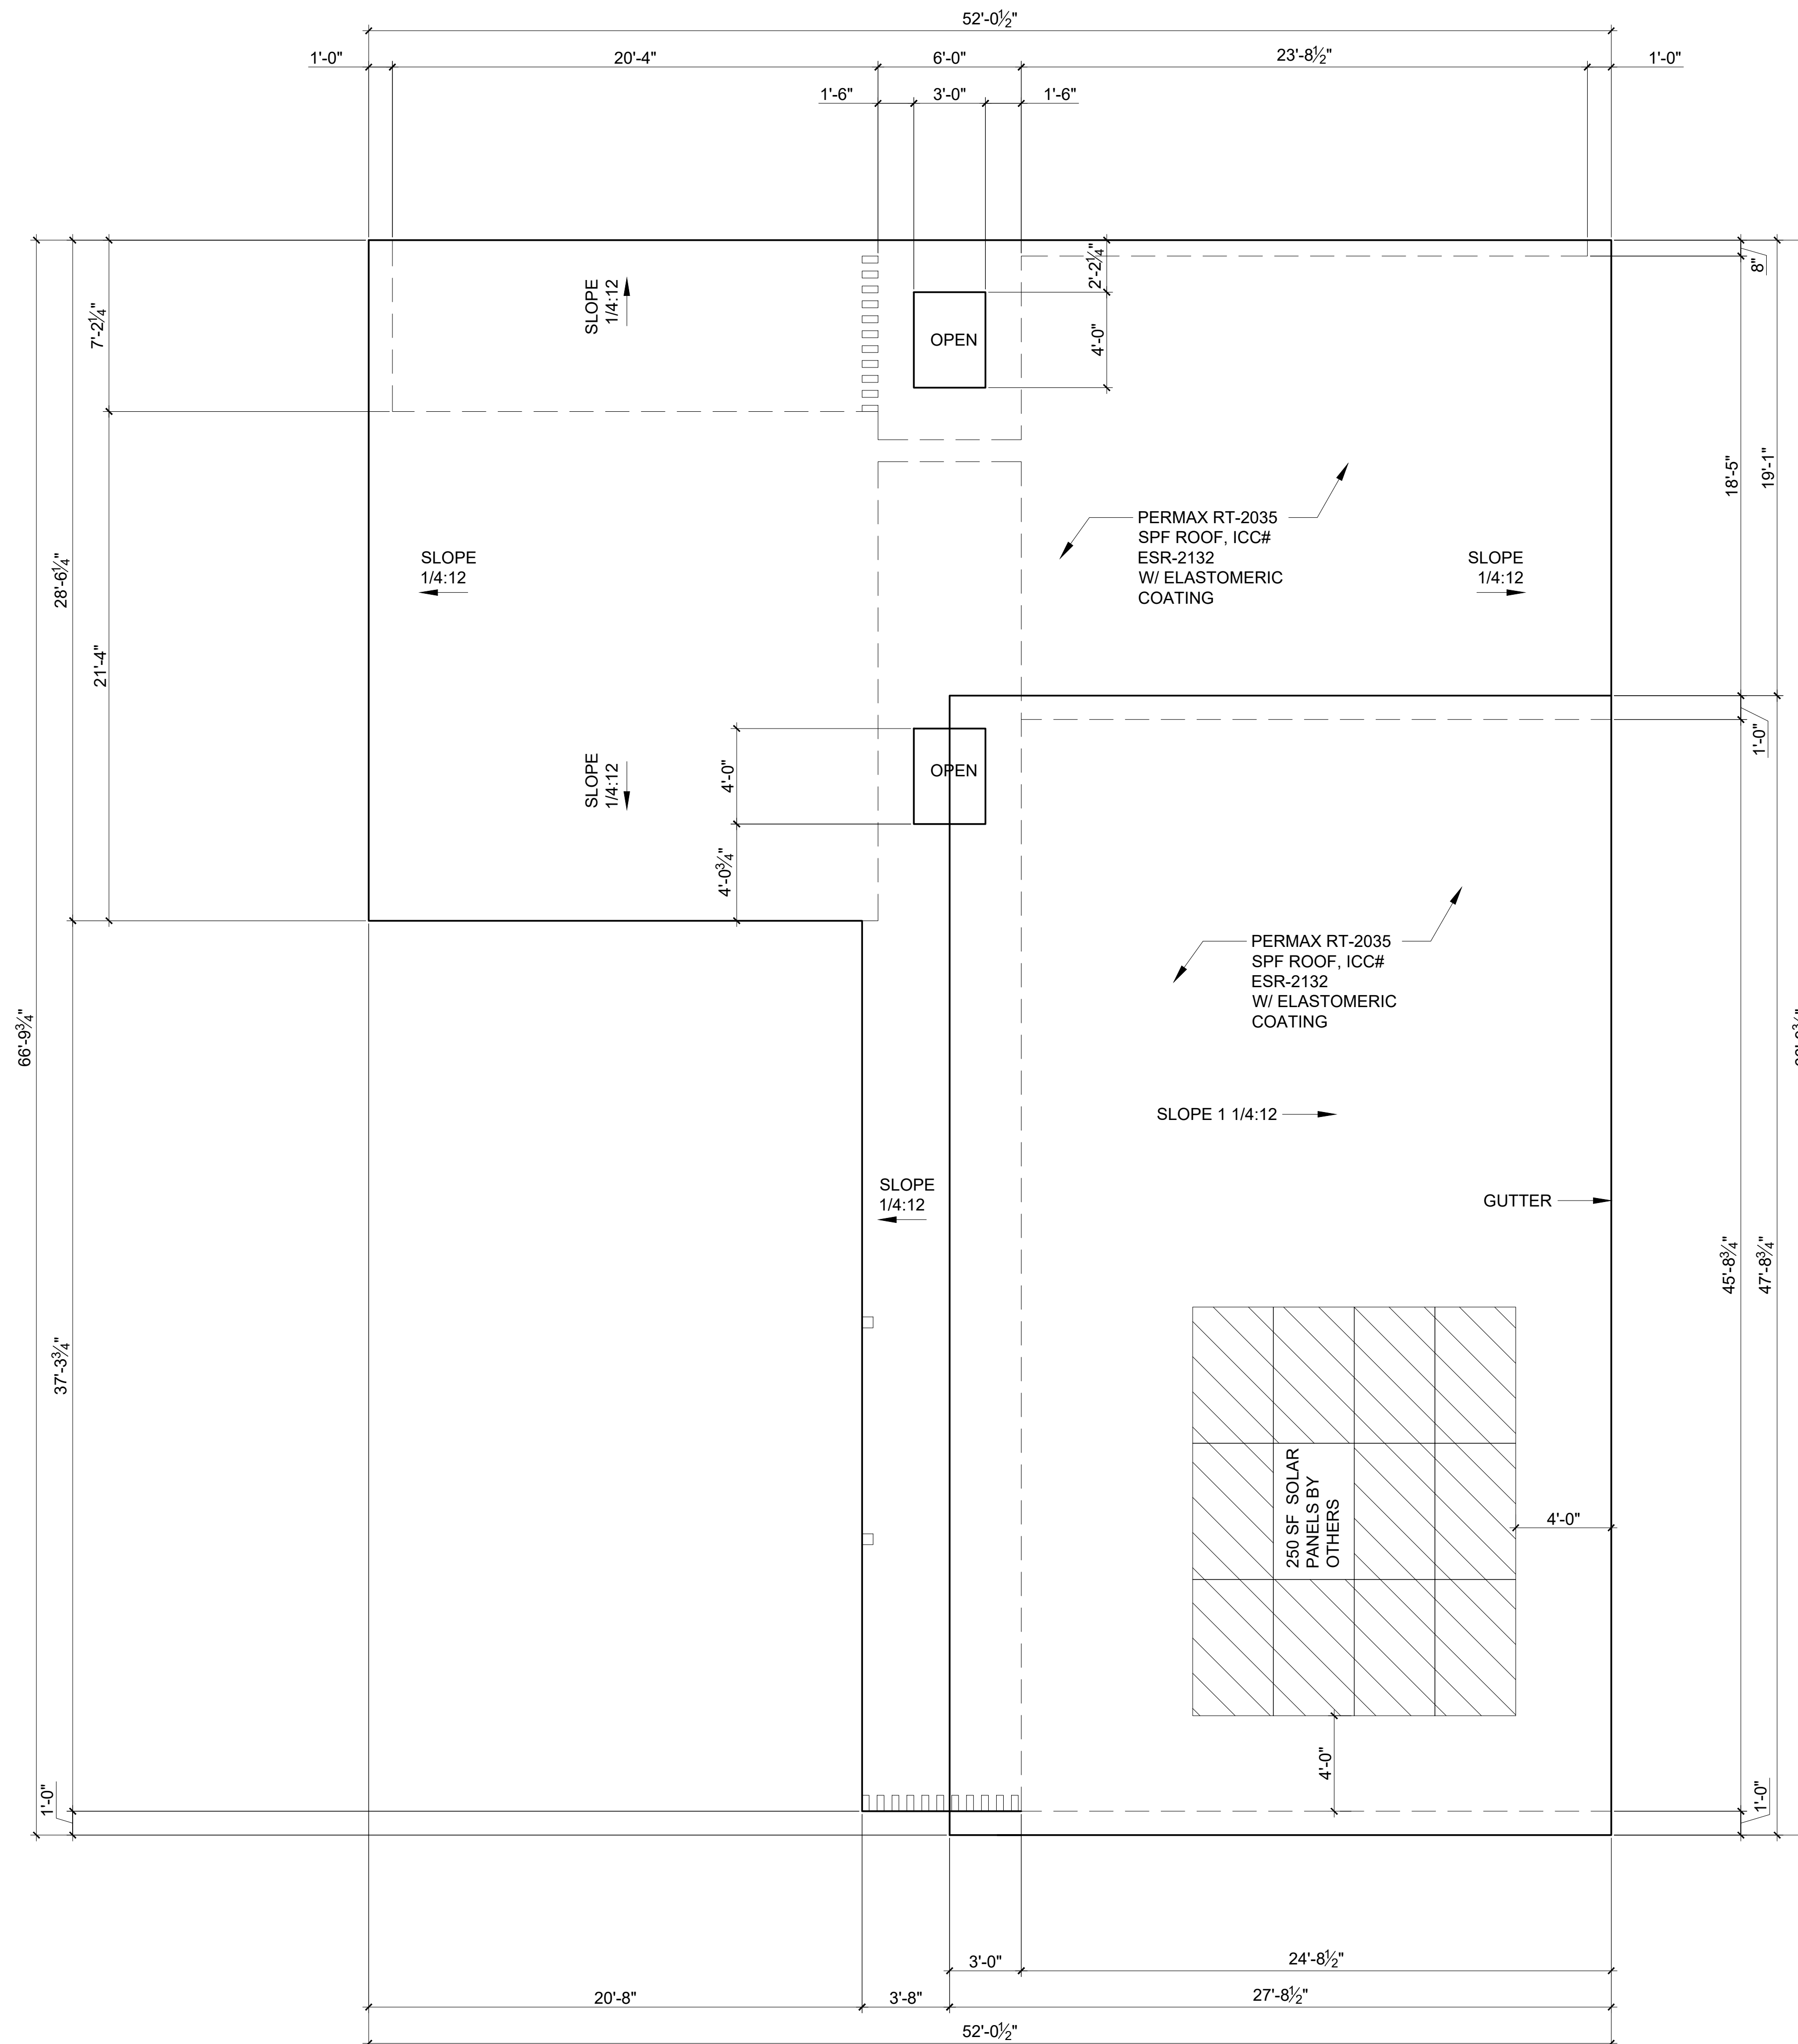 52'-0½"
1'-0"
20'-4"
6'-0"
23'-8½"
1'-0"
1'-6"
3'-0"
1'-6"
2'-2¼"
8"
SLOPE
1/4:12
7'-2¼"
OPEN
4'-0"
18'-5"
19'-1"
PERMAX RT-2035
SPF ROOF, ICC#
ESR-2132
W/ ELASTOMERIC
COATING
SLOPE
1/4:12
SLOPE
1/4:12
28'-6¼"
21'-4"
1'-0"
SLOPE
1/4:12
4'-0"
OPEN
4'-0¾"
PERMAX RT-2035
SPF ROOF, ICC#
ESR-2132
W/ ELASTOMERIC
COATING
66'-9¾"
SLOPE 1 1/4:12
SLOPE
1/4:12
GUTTER
45'-8¾"
47'-8¾"
37'-3¾"
250 SF SOLAR
PANELS BY
OTHERS
4'-0"
4'-0"
1'-0"
1'-0"
3'-0"
24'-8½"
20'-8"
3'-8"
27'-8½"
52'-0½"